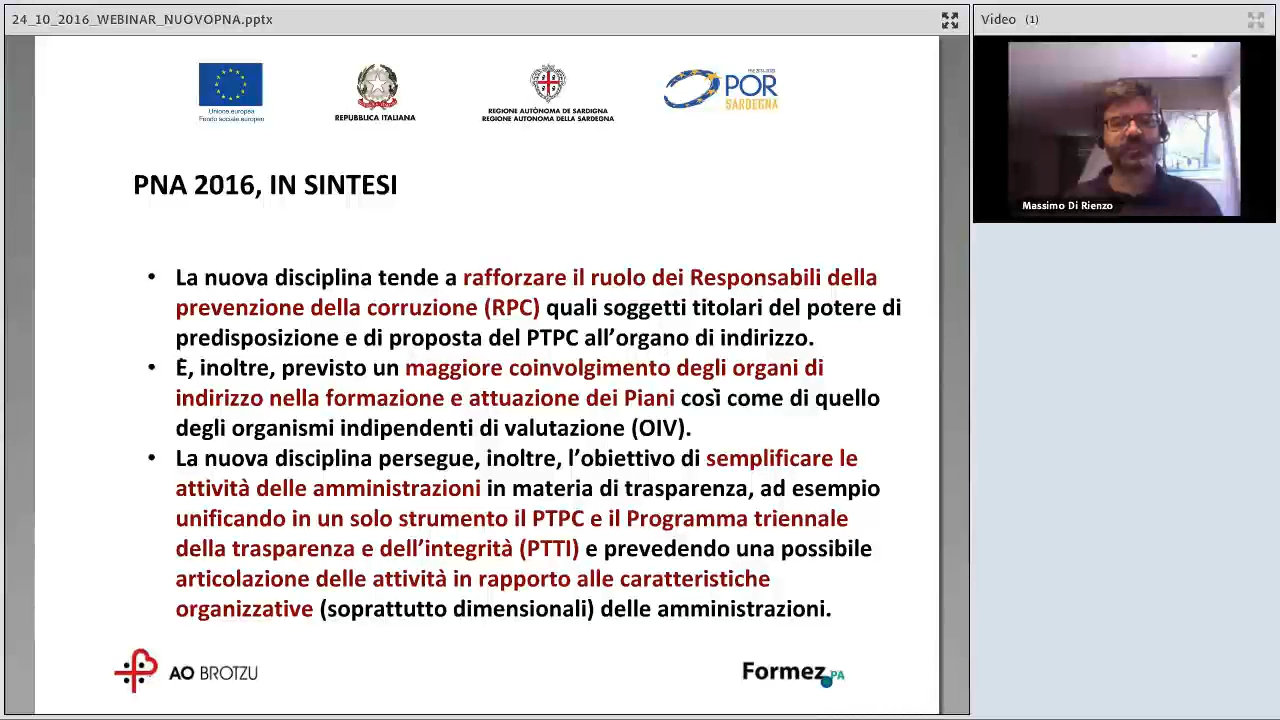 24_10_2016_WEBINAR_NUOVOPNA.pptx
Video (1)
Unione europea
Fondo sociale europeo
REPUBBLICA ITALIANA
REGIONE AUTÒNOMA DE SARDIGNA
REGIONE AUTONOMA DELLA SARDEGNA
POR
SARDEGNA
Massimo Di Rienzo
PNA 2016, IN SINTESI
• La nuova disciplina tende a rafforzare il ruolo dei Responsabili della
prevenzione della corruzione (RPC) quali soggetti titolari del potere di
predisposizione e di proposta del PTPC all’organo di indirizzo.
• È, inoltre, previsto un maggiore coinvolgimento degli organi di
indirizzo nella formazione e attuazione dei Piani così come di quello
degli organismi indipendenti di valutazione (OIV).
• La nuova disciplina persegue, inoltre, l’obiettivo di semplificare le
attività delle amministrazioni in materia di trasparenza, ad esempio
unificando in un solo strumento il PTPC e il Programma triennale
della trasparenza e dell’integrità (PTTI) e prevedendo una possibile
articolazione delle attività in rapporto alle caratteristiche
organizzative (soprattutto dimensionali) delle amministrazioni.
AO BROTZU
Formez PA